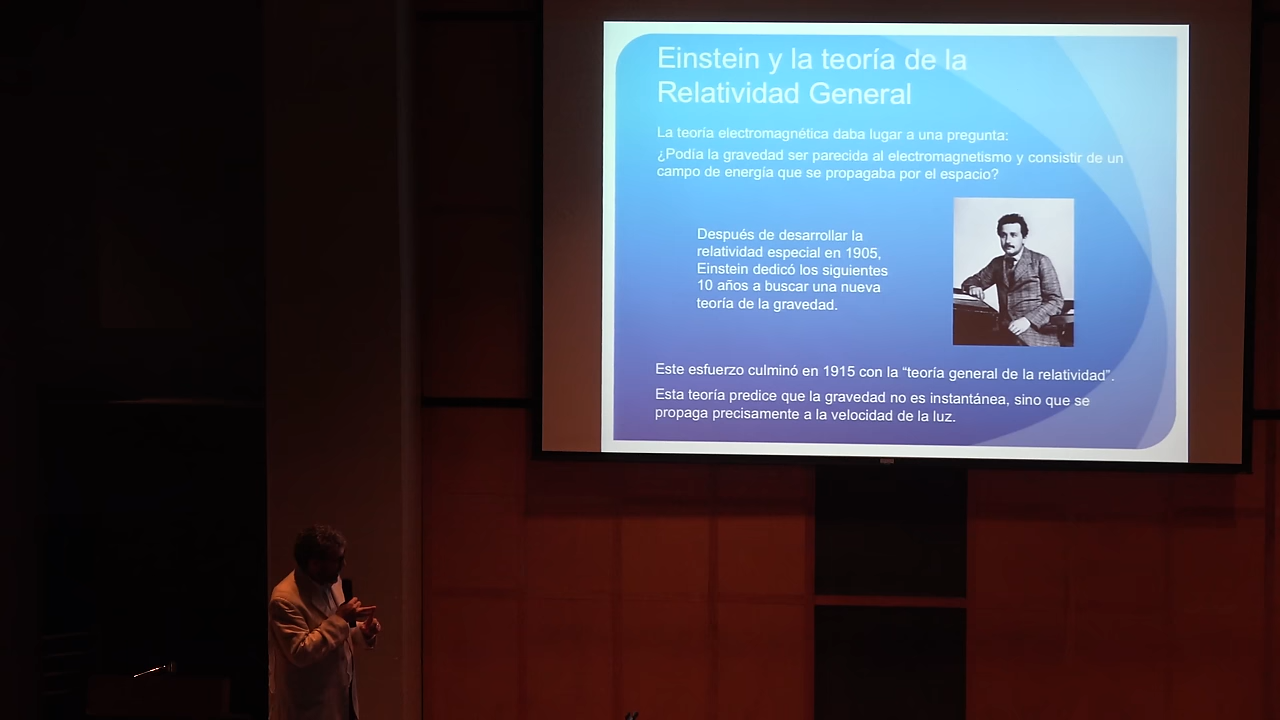 Einstein y la teoría de la
Relatividad General
La teoría electromagnética daba lugar a una pregunta:
¿Podía la gravedad ser parecida al electromagnetismo y consistir de un
campo de energía que se propagaba por el espacio?
Después de desarrollar la
relatividad especial en 1905,
Einstein dedicó los siguientes
10 años a buscar una nueva
teoría de la gravedad.
Este esfuerzo culminó en 1915 con la “teoría general de la relatividad”.
Esta teoría predice que la gravedad no es instantánea, sino que se
propaga precisamente a la velocidad de la luz.